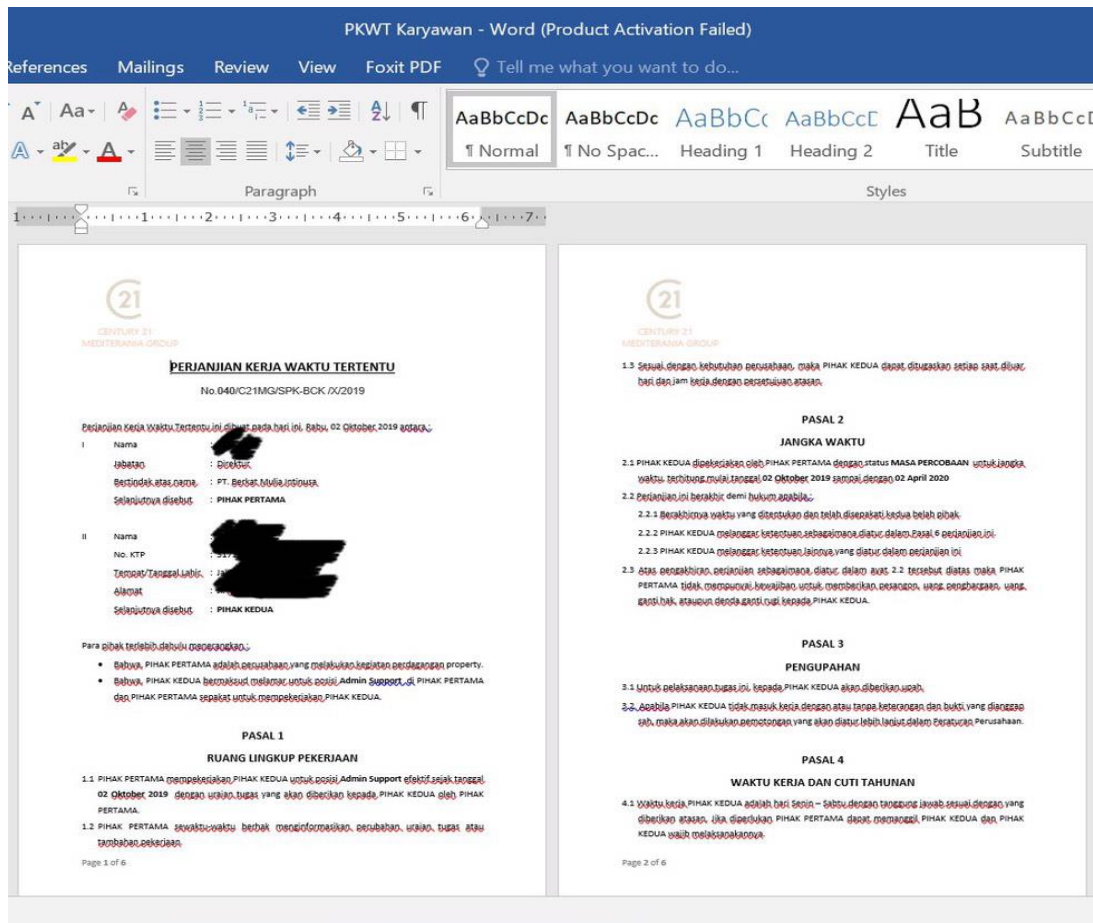 PKWT Karyawan - Word (Product Activation Failed)
References Mailings Review View Foxit PDF Tell me what you want to do...
A Aa
AaBbCcDc AaBbCcDc AaBbCc AaBbCcD AaB AaBbCcD
A aby A
¶ Normal ¶ No Spac... Heading 1 Heading 2 Title Subtitle
Paragraph Styles
1 1 2 3 4 5 6 7
21
CENTURY 21
MEDITERANIA GROUP
PERJANJIAN KERJA WAKTU TERTENTU
No.040/C21MG/SPK-BCK /X/2019
Perjanjian Kerja Waktu Tertentu ini dibuat pada hari ini, Rabu, 02 Oktober 2019 antara :
I Nama :
Jabatan : Direktur
Bertindak atas nama : PT. Berkat Mulia Intinusa
Selanjutnya disebut : PIHAK PERTAMA
II Nama :
No. KTP :
Tempat/Tanggal Lahir :
Alamat :
Selanjutnya disebut : PIHAK KEDUA
Para pihak terlebih dahulu menerangkan :
• Bahwa, PIHAK PERTAMA adalah perusahaan yang melakukan kegiatan perdagangan property.
• Bahwa, PIHAK KEDUA bermaksud melamar untuk posisi Admin Support di PIHAK PERTAMA
dan PIHAK PERTAMA sepakat untuk mempekerjakan PIHAK KEDUA.
PASAL 1
RUANG LINGKUP PEKERJAAN
1.1 PIHAK PERTAMA mempekerjakan PIHAK KEDUA untuk posisi Admin Support efektif sejak tanggal
02 Oktober 2019 dengan uraian tugas yang akan diberikan kepada PIHAK KEDUA oleh PIHAK
PERTAMA.
1.2 PIHAK PERTAMA sewaktu-waktu berhak menginformasikan perubahan uraian tugas atau
tambahan pekerjaan.
Page 1 of 6
21
CENTURY 21
MEDITERANIA GROUP
1.3 Sesuai dengan kebutuhan perusahaan, maka PIHAK KEDUA dapat ditugaskan setiap saat diluar
hari dan jam kerja dengan persetujuan atasan.
PASAL 2
JANGKA WAKTU
2.1 PIHAK KEDUA dipekerjakan oleh PIHAK PERTAMA dengan status MASA PERCOBAAN untuk jangka
waktu, terhitung mulai tanggal 02 Oktober 2019 sampai dengan 02 April 2020
2.2 Perjanjian ini berakhir demi hukum apabila :
2.2.1 Berakhirnya waktu yang ditentukan dan telah disepakati kedua belah pihak.
2.2.2 PIHAK KEDUA melanggar ketentuan sebagaimana diatur dalam Pasal 6 perjanjian ini.
2.2.3 PIHAK KEDUA melanggar ketentuan lainnya yang diatur dalam perjanjian ini
2.3 Atas pengakhiran perjanjian sebagaimana diatur dalam ayat 2.2 tersebut diatas maka PIHAK
PERTAMA tidak mempunyai kewajiban untuk memberikan pesangon, uang penghargaan, uang
ganti hak, ataupun denda ganti rugi kepada PIHAK KEDUA.
PASAL 3
PENGUPAHAN
3.1 Untuk pelaksanaan tugas ini, kepada PIHAK KEDUA akan diberikan upah.
3.2 Apabila PIHAK KEDUA tidak masuk kerja dengan atau tanpa keterangan dan bukti yang dianggap
sah, maka akan dilakukan pemotongan yang akan diatur lebih lanjut dalam Peraturan Perusahaan.
PASAL 4
WAKTU KERJA DAN CUTI TAHUNAN
4.1 Waktu kerja PIHAK KEDUA adalah hari Senin – Sabtu dengan tanggung jawab sesuai dengan yang
diberikan atasan. Jika diperlukan PIHAK PERTAMA dapat memanggil PIHAK KEDUA dan PIHAK
KEDUA wajib melaksanakannya.
Page 2 of 6